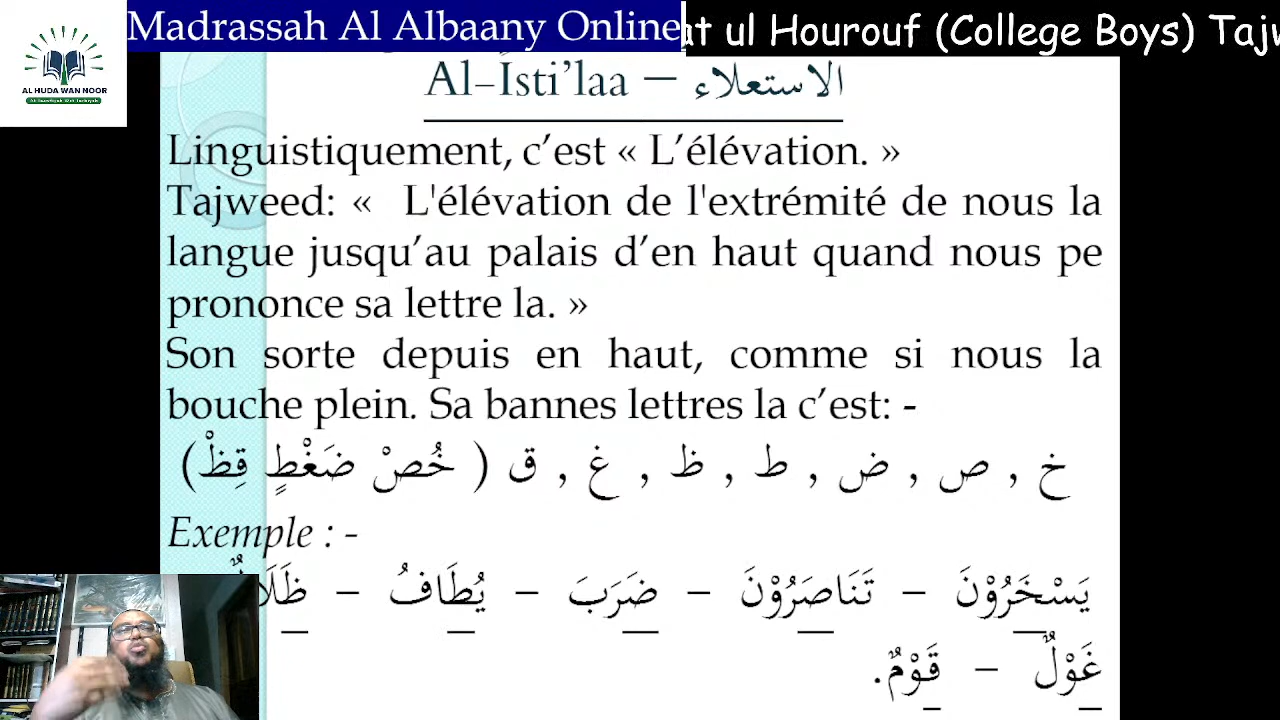 Madrassah Al Albaany Online
at ul Hourouf (College Boys) Tajw
AL HUDA WAN NOOR
Al-Isti’laa – الاستعلاء
Linguistiquement, c’est « L’élévation. »
Tajweed: « L'élévation de l'extrémité de nous la
langue jusqu’au palais d’en haut quand nous pe
prononce sa lettre la. »
Son sorte depuis en haut, comme si nous la
bouche plein. Sa bannes lettres la c’est: -
خ , ص , ض , ط , ظ , غ , ق ( خُصْ ضَغْطٍ قِظْ)
Exemple : -
يَسْخَرُوْنَ – تَنَاصَرُوْنَ – ضَرَبَ – يُطَافُ –
غَوْلٌ – قَوْمٌ.